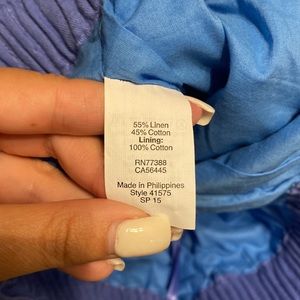 55% Linen
45% Cotton
Lining:
100% Cotton
RN77388
CA56445
Made in Philippines
Style 41575
SP 15